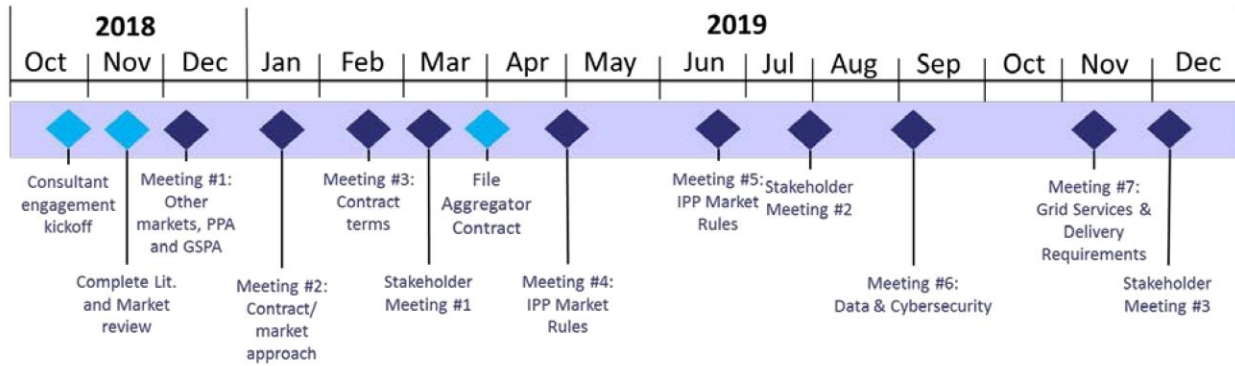 2018
2019
Oct
Nov
Dec
Jan
Feb
Mar
Apr
May
Jun
Jul
Aug
Sep
Oct
Nov
Dec
Consultant
engagement
kickoff
Complete Lit.
and Market
review
Meeting #1:
Other
markets, PPA
and GSPA
Meeting #2:
Contract/
market
approach
Meeting #3:
Contract
terms
Stakeholder
Meeting #1
File
Aggregator
Contract
Meeting #4:
IPP Market
Rules
Meeting #5:
IPP Market
Rules
Stakeholder
Meeting #2
Meeting #6:
Data & Cybersecurity
Meeting #7:
Grid Services &
Delivery
Requirements
Stakeholder
Meeting #3